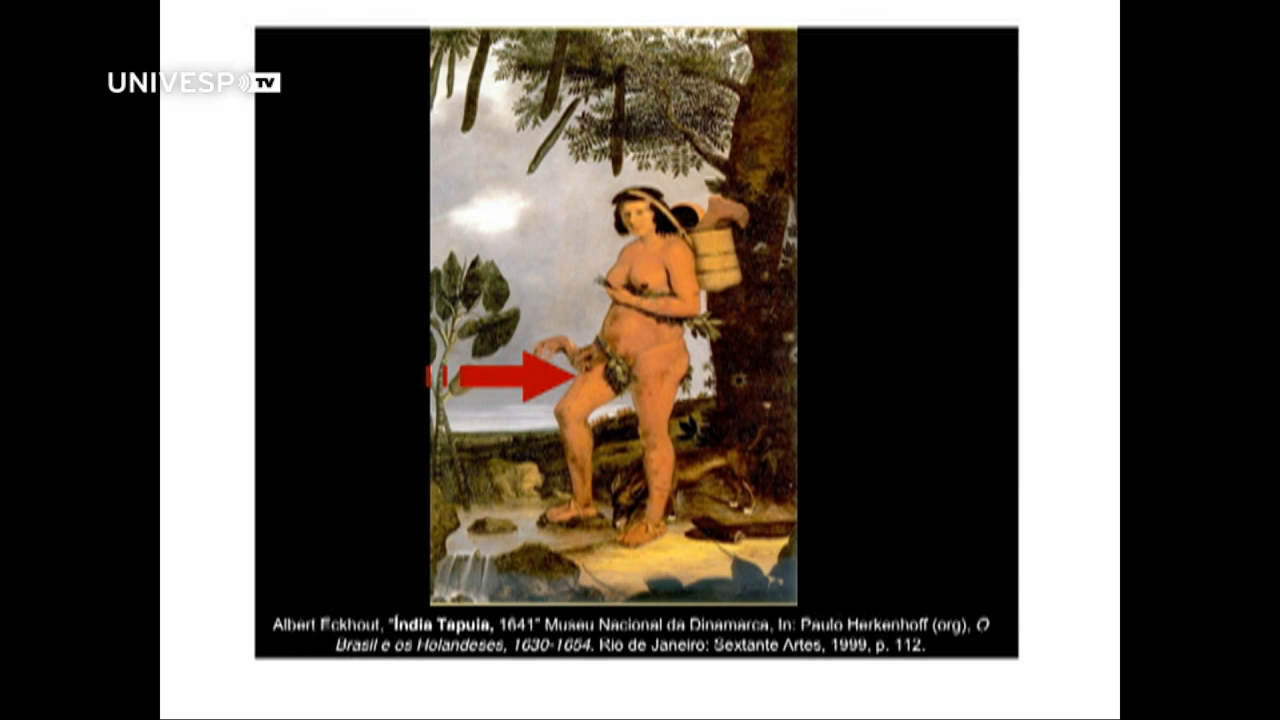 UNIVESP TV
Albert Eckhout, "Índia Tapuia, 1641" Museu Nacional da Dinamarca, In: Paulo Herkenhoff (org), O
Brasil e os Holandeses, 1630-1654. Rio de Janeiro: Sextante Artes, 1999, p. 112.